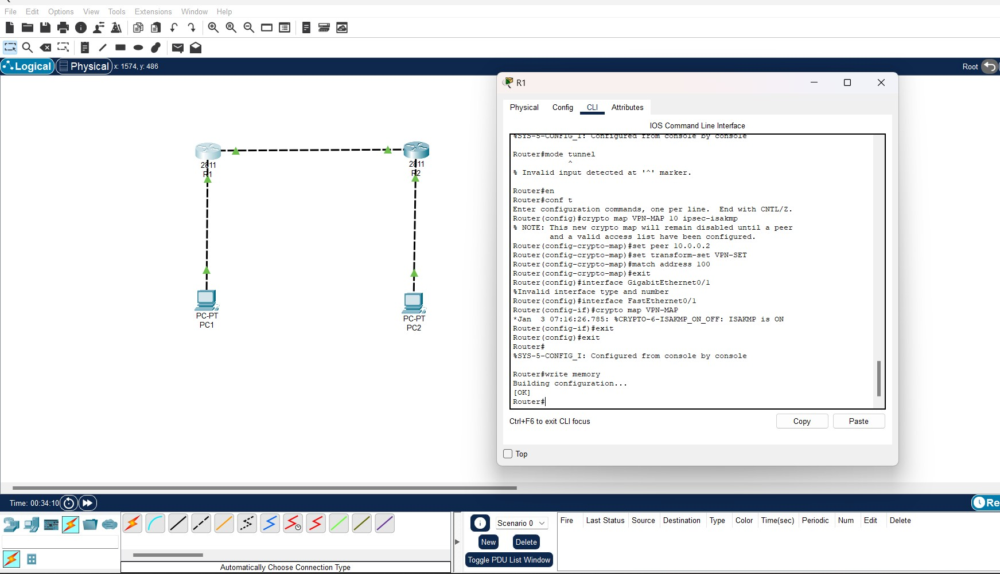 File Edit Options View Tools Extensions Window Help
Logical Physical x: 1574, y: 486 Root
R1
Physical Config CLI Attributes
IOS Command Line Interface
%SYS-5-CONFIG_I: Configured from console by console
Router#mode tunnel
^
% Invalid input detected at '^' marker.
Router#en
Router#conf t
Enter configuration commands, one per line.  End with CNTL/Z.
Router(config)#crypto map VPN-MAP 10 ipsec-isakmp
% NOTE: This new crypto map will remain disabled until a peer
and a valid access list have been configured.
Router(config-crypto-map)#set peer 10.0.0.2
Router(config-crypto-map)#set transform-set VPN-SET
Router(config-crypto-map)#match address 100
Router(config-crypto-map)#exit
Router(config)#interface GigabitEthernet0/1
%Invalid interface type and number
Router(config)#interface FastEthernet0/1
Router(config-if)#crypto map VPN-MAP
*Jan  3 07:16:26.785: %CRYPTO-6-ISAKMP_ON_OFF: ISAKMP is ON
Router(config-if)#exit
Router(config)#exit
Router#
%SYS-5-CONFIG_I: Configured from console by console
Router#write memory
Building configuration...
[OK]
Router#
Ctrl+F6 to exit CLI focus Copy Paste
Top
2811
R1
2811
R2
PC-PT
PC1
PC-PT
PC2
Time: 00:34:10 Re
Scenario 0
New Delete
Toggle PDU List Window
Fire Last Status Source Destination Type Color Time(sec) Periodic Num Edit Delete
Automatically Choose Connection Type